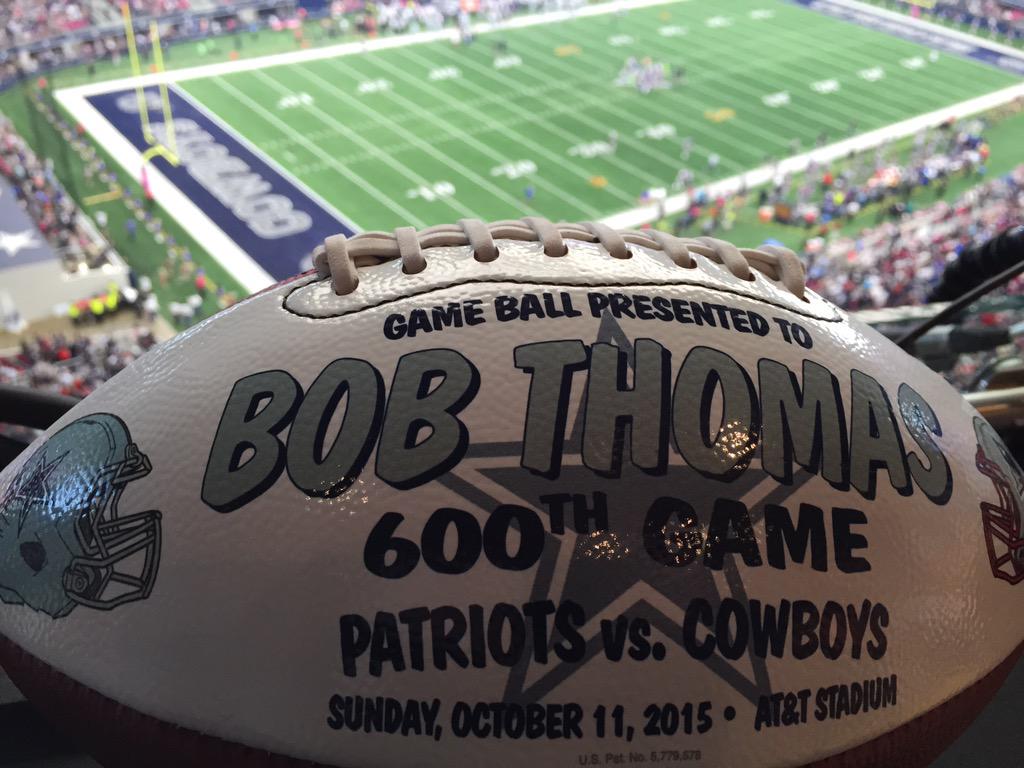 COWBOYS
GAME BALL PRESENTED TO
BOB THOMAS
600TH GAME
PATRIOTS vs. COWBOYS
SUNDAY, OCTOBER 11, 2015 • AT&T STADIUM
U.S. Pat. No. 5,779,578